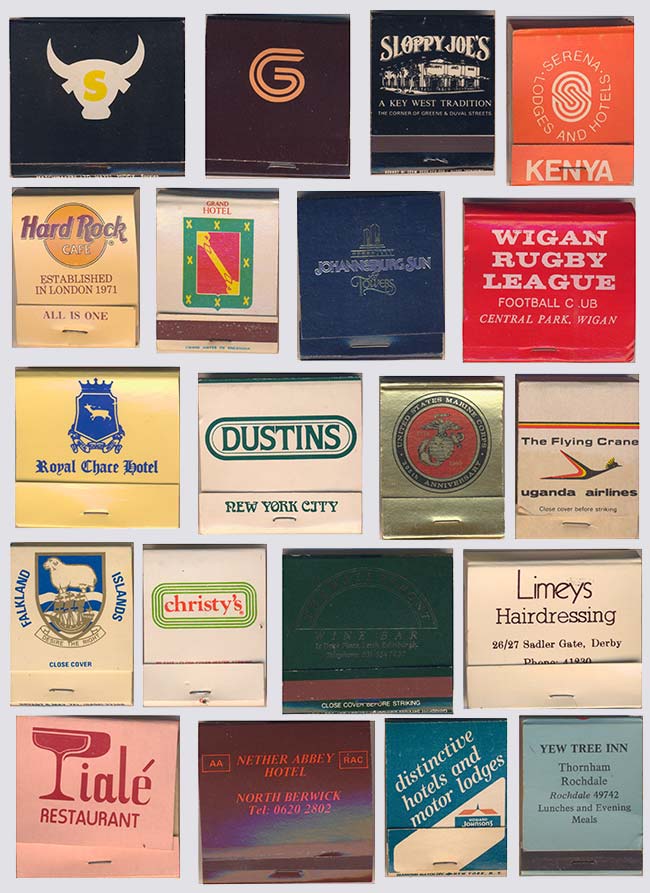 S
G
SLOPPY JOE'S
A KEY WEST TRADITION
THE CORNER OF GREENE & DUVAL STREETS
SERENA
LODGES AND HOTELS
KENYA
Hard Rock
CAFE
ESTABLISHED
IN LONDON 1971
ALL IS ONE
GRAND
HOTEL
JOHANNESBURG SUN
& TOWERS
WIGAN
RUGBY
LEAGUE
FOOTBALL C UB
CENTRAL PARK, WIGAN
Royal Chace Hotel
DUSTINS
NEW YORK CITY
UNITED STATES MARINE CORPS
ANNIVERSARY
The Flying Crane
uganda airlines
Close cover before striking
FALKLAND
ISLANDS
DESIRE THE RIGHT
CLOSE COVER
christy's
WINE BAR
CLOSE COVER BEFORE STRIKING
Limeys
Hairdressing
26/27 Sadler Gate, Derby
Phone: 41230
Pialé
RESTAURANT
AA
NETHER ABBEY
HOTEL
RAC
NORTH BERWICK
Tel: 0620 2802
distinctive
hotels and
motor lodges
HOWARD
JOHNSON'S
YEW TREE INN
Thornham
Rochdale
Rochdale 49742
Lunches and Evening
Meals